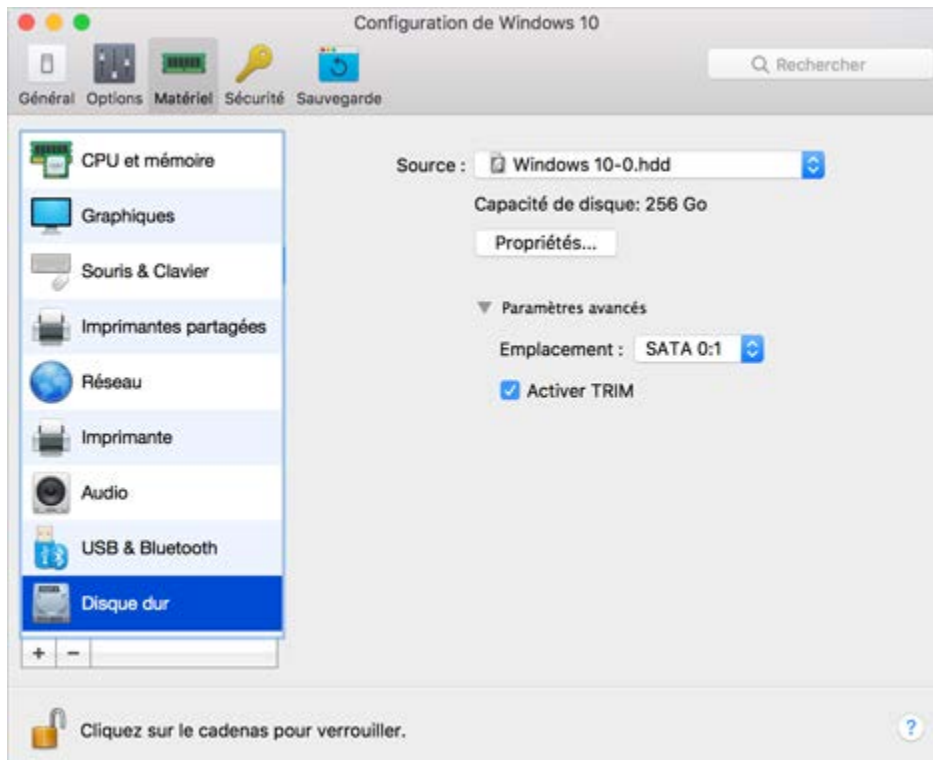 Configuration de Windows 10
Rechercher
Général Options Matériel Sécurité Sauvegarde
CPU et mémoire
Graphiques
Souris & Clavier
Imprimantes partagées
Réseau
Imprimante
Audio
USB & Bluetooth
Disque dur
+ −
Source : Windows 10-0.hdd
Capacité de disque: 256 Go
Propriétés...
Paramètres avancés
Emplacement : SATA 0:1
Activer TRIM
Cliquez sur le cadenas pour verrouiller.
?